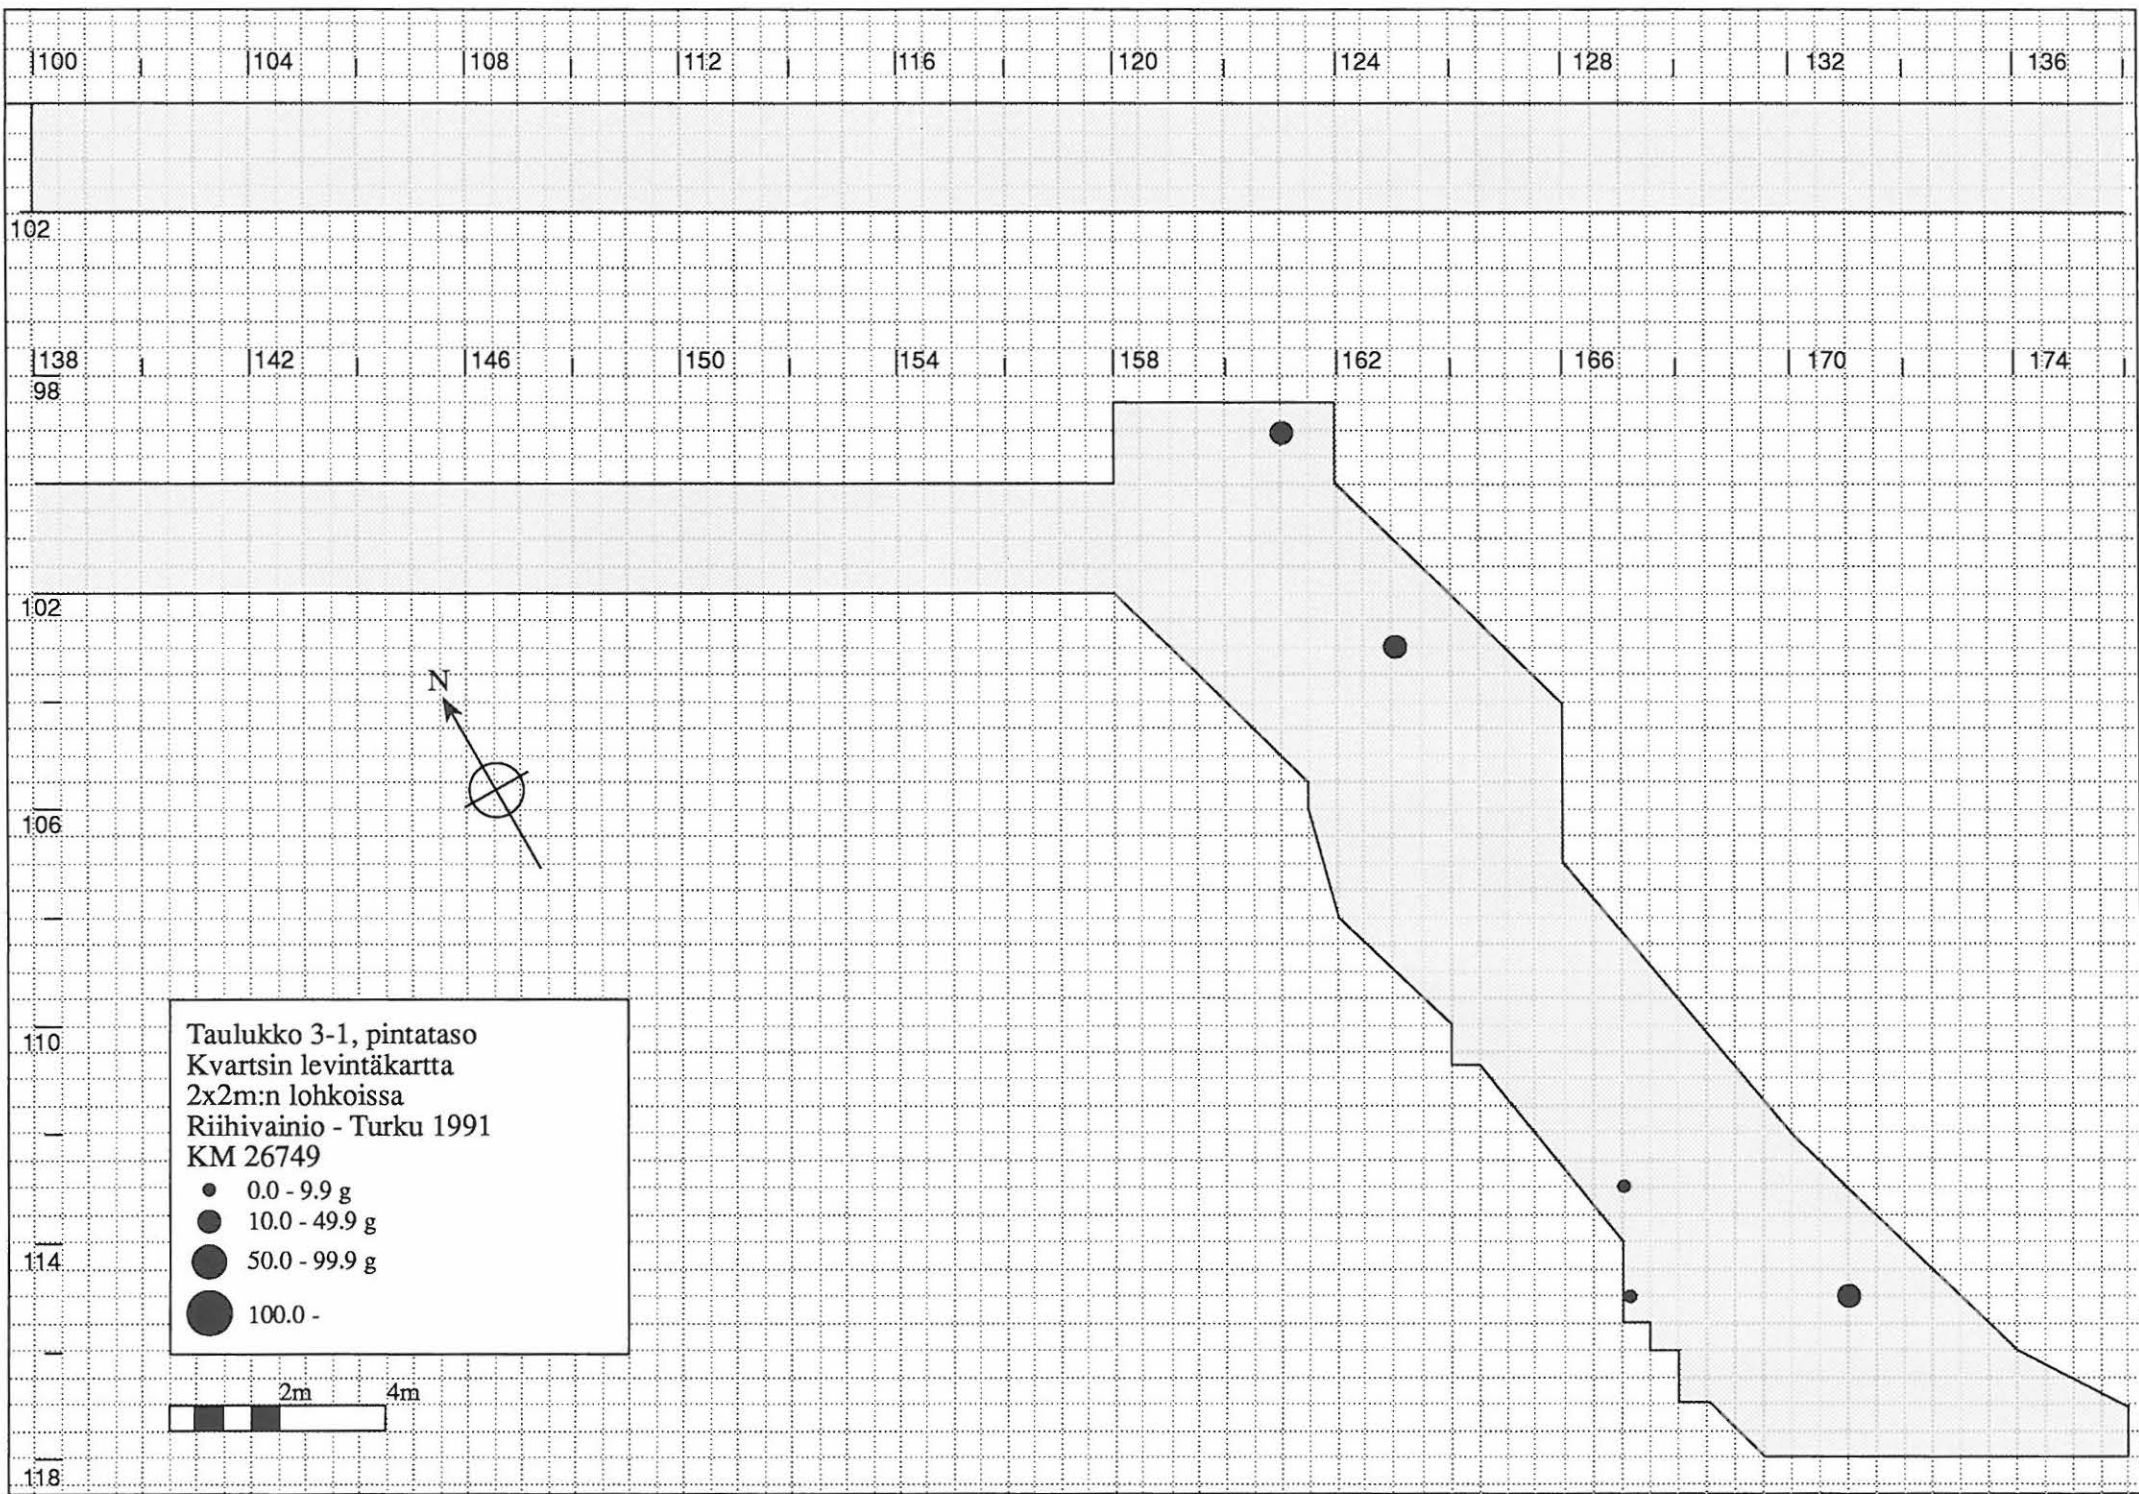 100 104 108 112 116 120 124 128 132 136
102
138 142 146 150 154 158 162 166 170 174
98
102
N
106
110
Taulukko 3-1, pintataso
Kvartsin levintäkartta
2x2m:n lohkoissa
Riihivainio - Turku 1991
KM 26749
0.0 - 9.9 g
10.0 - 49.9 g
50.0 - 99.9 g
100.0 -
114
2m 4m
118